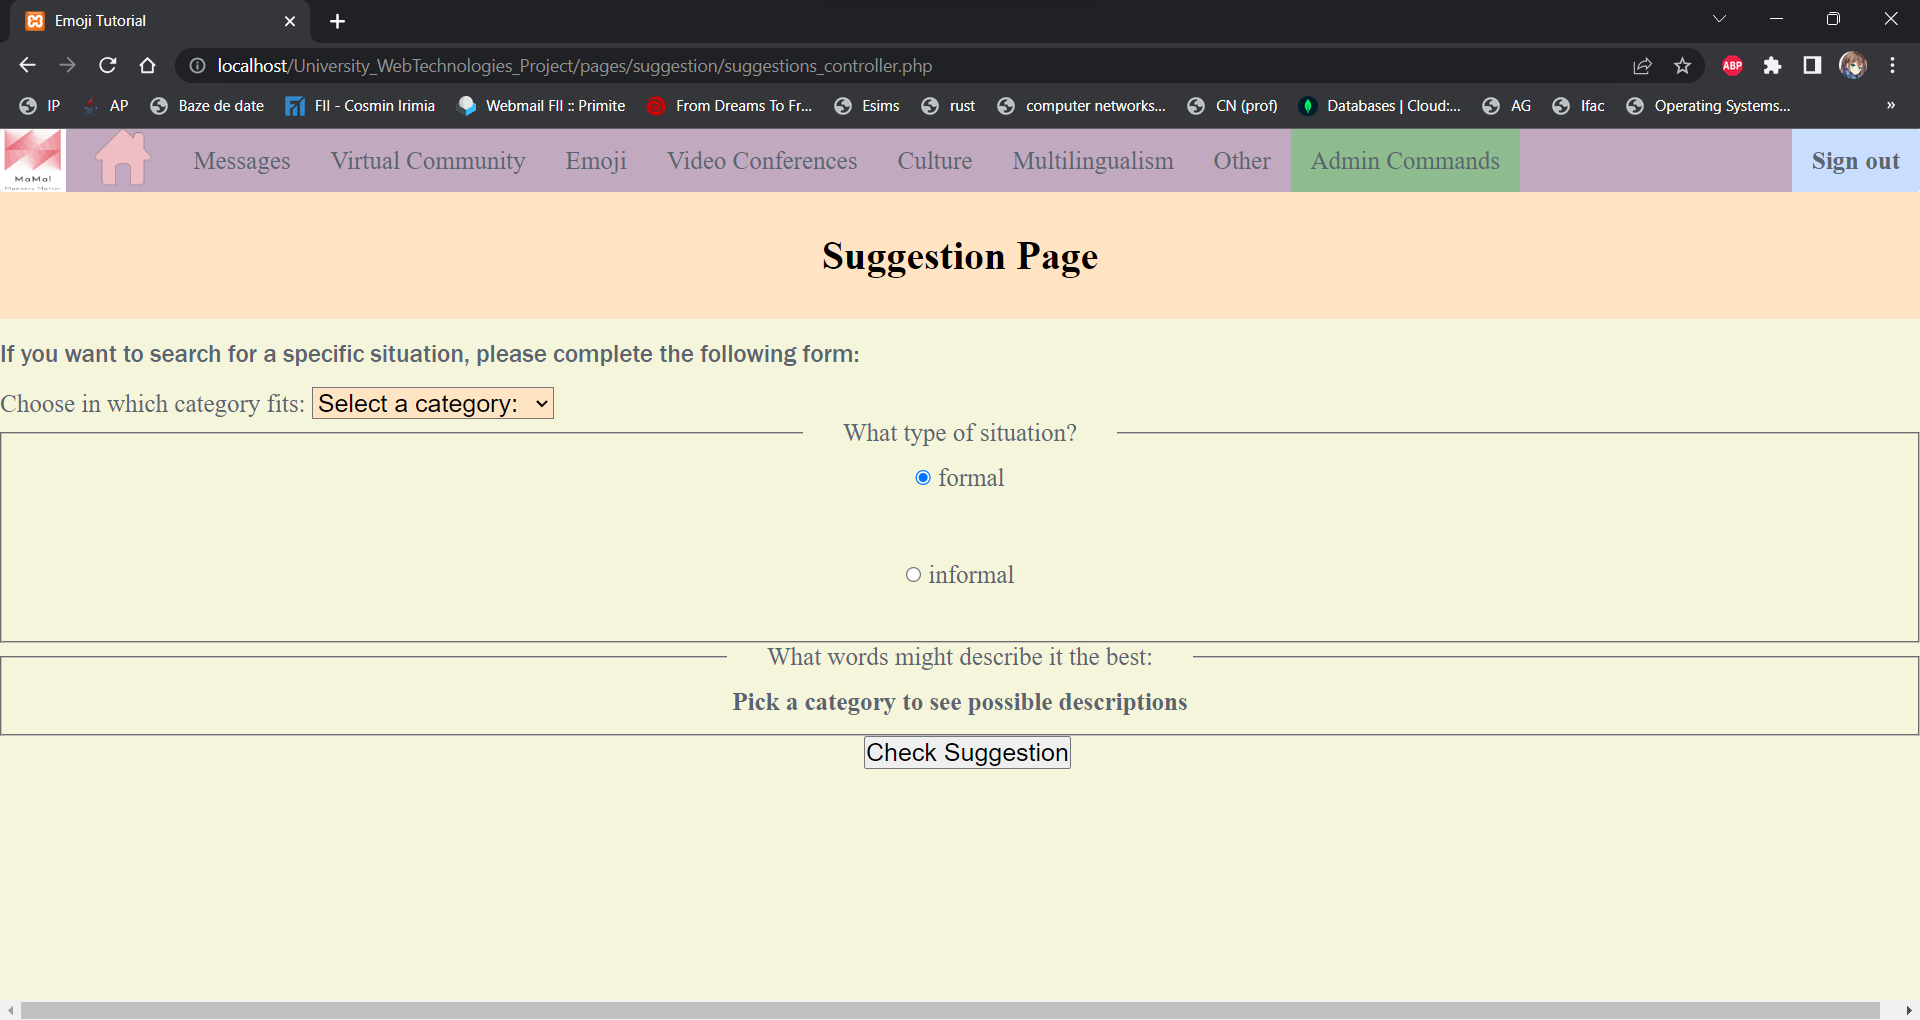 Emoji Tutorial
localhost/University_WebTechnologies_Project/pages/suggestion/suggestions_controller.php
ABP
IP AP Baze de date FII - Cosmin Irimia Webmail FII :: Primite From Dreams To Fr... Esims rust computer networks... CN (prof) Databases | Cloud:... AG Ifac Operating Systems... »
MaMa!
Messages Virtual Community Emoji Video Conferences Culture Multilingualism Other Admin Commands Sign out
Suggestion Page
If you want to search for a specific situation, please complete the following form:
Choose in which category fits: Select a category:
What type of situation?
formal
informal
What words might describe it the best:
Pick a category to see possible descriptions
Check Suggestion